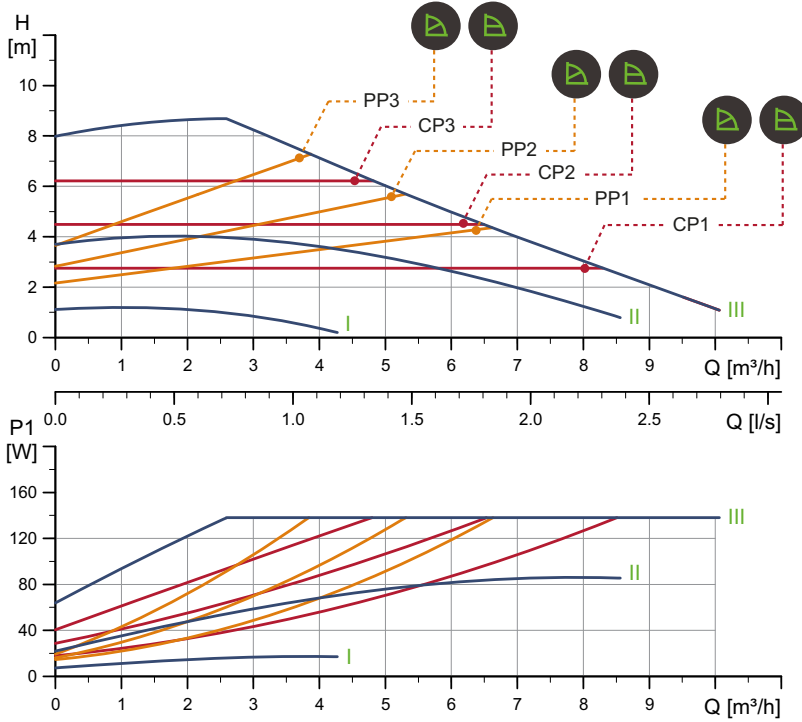 H
[m]
10
8
6
4
2
0
PP3
CP3
PP2
CP2
PP1
CP1
I
II
III
0 1 2 3 4 5 6 7 8 9 Q [m³/h]
0.0 0.5 1.0 1.5 2.0 2.5 Q [l/s]
P1
[W]
160
120
80
40
0
III
II
I
0 1 2 3 4 5 6 7 8 9 Q [m³/h]